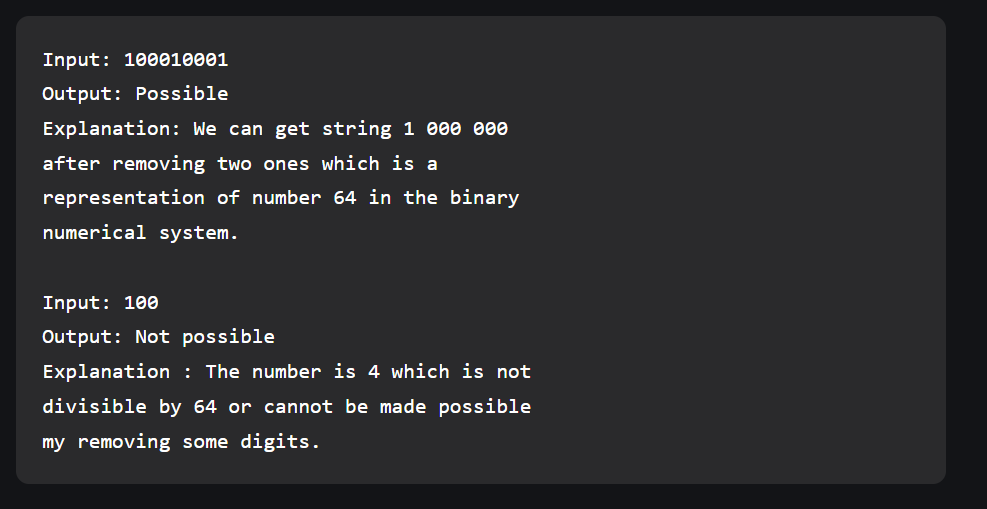 Input: 100010001
Output: Possible
Explanation: We can get string 1 000 000
after removing two ones which is a
representation of number 64 in the binary
numerical system.
Input: 100
Output: Not possible
Explanation : The number is 4 which is not
divisible by 64 or cannot be made possible
my removing some digits.